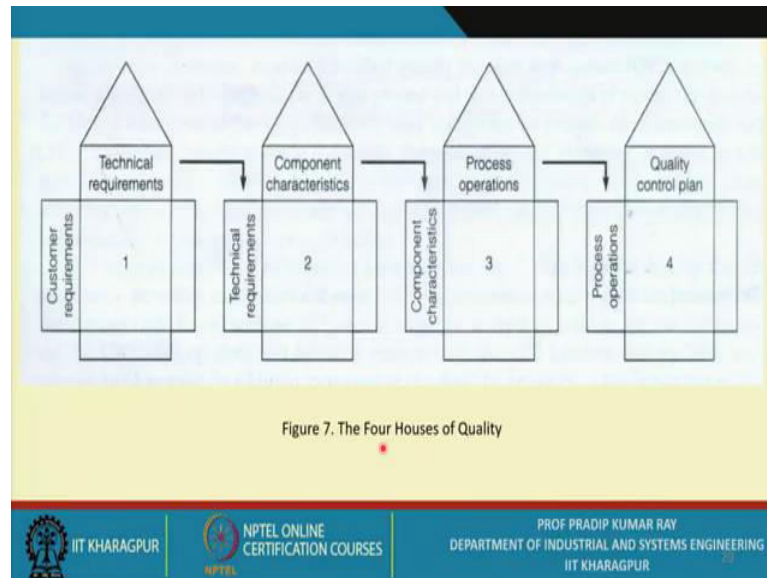 Technical
requirements
Component
characteristics
Process
operations
Quality
control plan
Customer
requirements
1
Technical
requirements
2
Component
characteristics
3
Process
operations
4
Figure 7. The Four Houses of Quality
IIT KHARAGPUR
NPTEL
NPTEL ONLINE
CERTIFICATION COURSES
PROF PRADIP KUMAR RAY
DEPARTMENT OF INDUSTRIAL AND SYSTEMS ENGINEERING
IIT KHARAGPUR